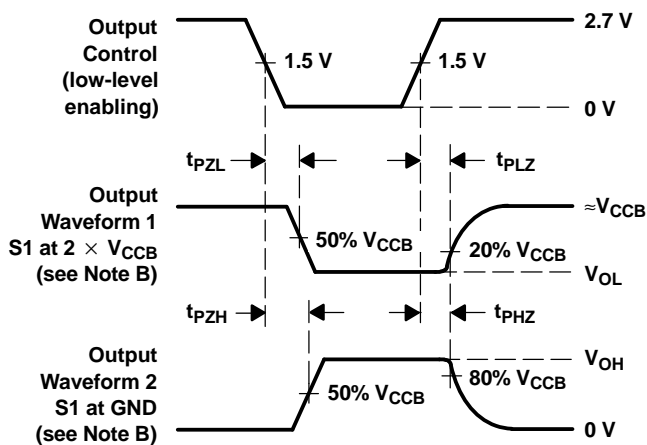 Output
Control
(low-level
enabling)
2.7 V
1.5 V
1.5 V
0 V
tPZL
tPLZ
Output
Waveform 1
S1 at 2 × VCCB
(see Note B)
≈VCCB
50% VCCB
20% VCCB
VOL
tPZH
tPHZ
Output
Waveform 2
S1 at GND
(see Note B)
VOH
50% VCCB
80% VCCB
0 V